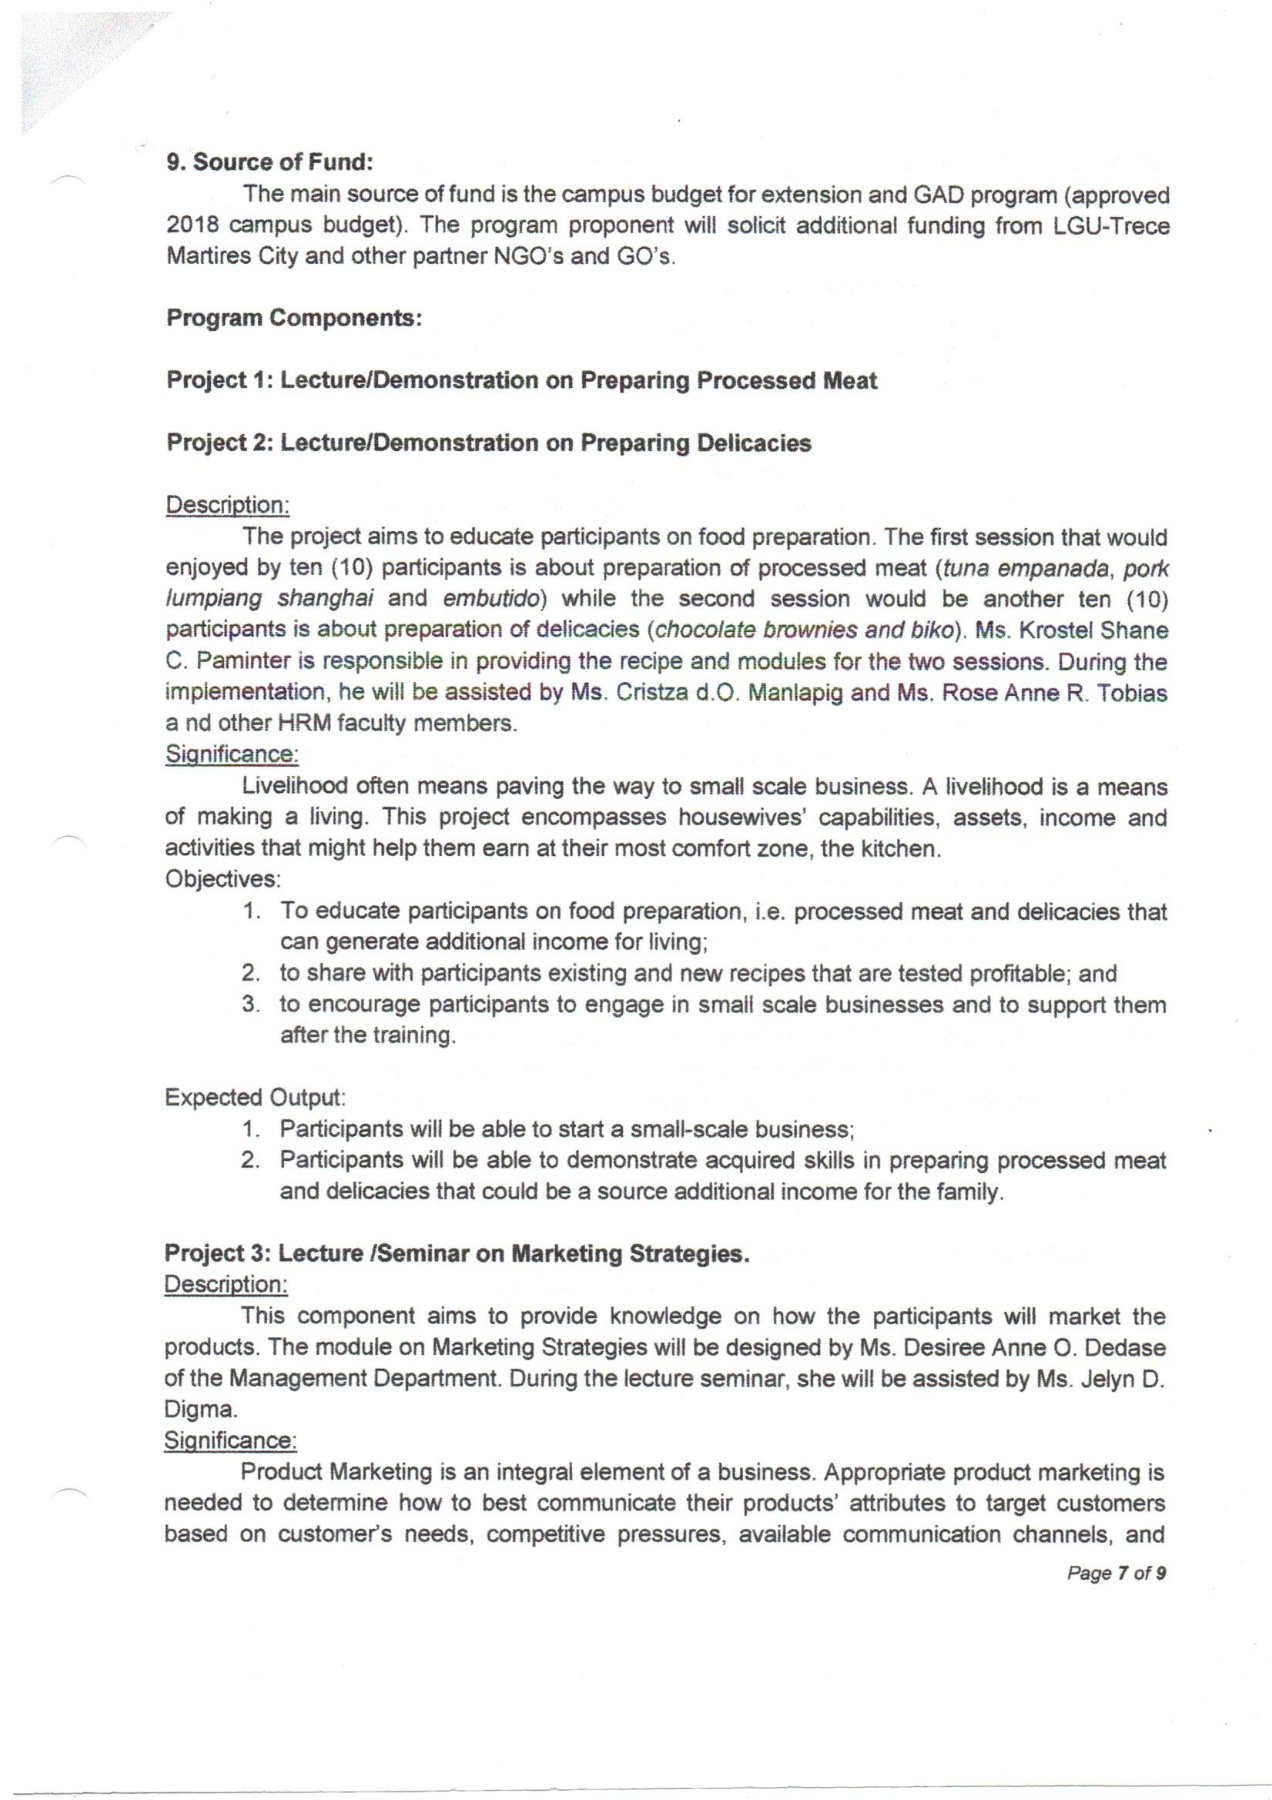 9. Source of Fund:
The main source of fund is the campus budget for extension and GAD program (approved
2018 campus budget). The program proponent will solicit additional funding from LGU-Trece
Martires City and other partner NGO's and GO's.
Program Components:
Project 1: Lecture/Demonstration on Preparing Processed Meat
Project 2: Lecture/Demonstration on Preparing Delicacies
Description:
The project aims to educate participants on food preparation. The first session that would
enjoyed by ten (10) participants is about preparation of processed meat (tuna empanada, pork
lumpiang shanghai and embutido) while the second session would be another ten (10)
participants is about preparation of delicacies (chocolate brownies and biko). Ms. Krostel Shane
C. Paminter is responsible in providing the recipe and modules for the two sessions. During the
implementation, he will be assisted by Ms. Cristza d.O. Manlapig and Ms. Rose Anne R. Tobias
a nd other HRM faculty members.
Significance:
Livelihood often means paving the way to small scale business. A livelihood is a means
of making a living. This project encompasses housewives' capabilities, assets, income and
activities that might help them earn at their most comfort zone, the kitchen.
Objectives:
1. To educate participants on food preparation, i.e. processed meat and delicacies that
can generate additional income for living;
2. to share with participants existing and new recipes that are tested profitable; and
3. to encourage participants to engage in small scale businesses and to support them
after the training.
Expected Output:
1. Participants will be able to start a small-scale business;
2. Participants will be able to demonstrate acquired skills in preparing processed meat
and delicacies that could be a source additional income for the family.
Project 3: Lecture /Seminar on Marketing Strategies.
Description:
This component aims to provide knowledge on how the participants will market the
products. The module on Marketing Strategies will be designed by Ms. Desiree Anne O. Dedase
of the Management Department. During the lecture seminar, she will be assisted by Ms. Jelyn D.
Digma.
Significance:
Product Marketing is an integral element of a business. Appropriate product marketing is
needed to determine how to best communicate their products' attributes to target customers
based on customer's needs, competitive pressures, available communication channels, and
Page 7 of 9